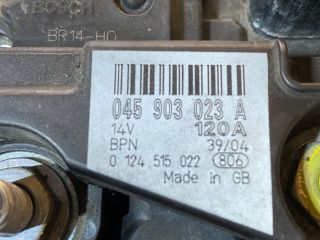 BOSCH
BR14-HO
045 903 023 A
14V 120A
BPN 39/04
0 124 515 022 806
Made in GB